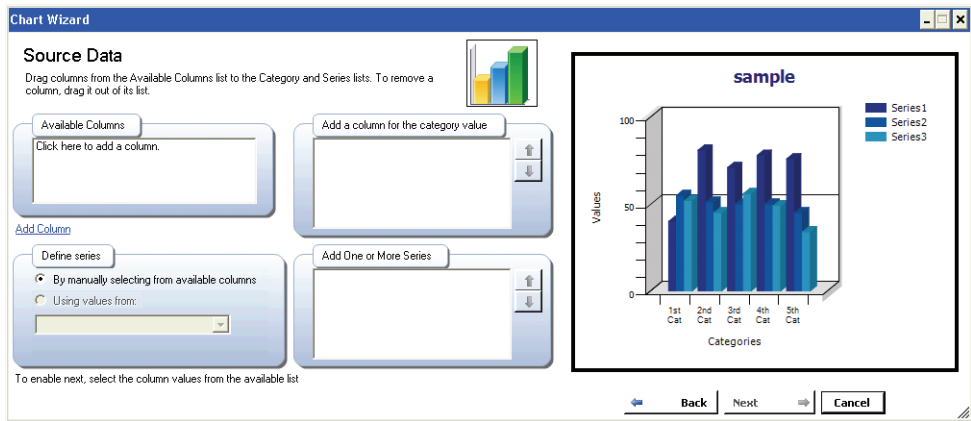 Chart Wizard
Source Data
Drag columns from the Available Columns list to the Category and Series lists. To remove a
column, drag it out of its list.
Available Columns
Click here to add a column.
Add a column for the category value
Add Column
Define series
By manually selecting from available columns
Using values from:
Add One or More Series
To enable next, select the column values from the available list
sample
Series1
Series2
Series3
100
50
0
Values
1st Cat
2nd Cat
3rd Cat
4th Cat
5th Cat
Categories
Back
Next
Cancel